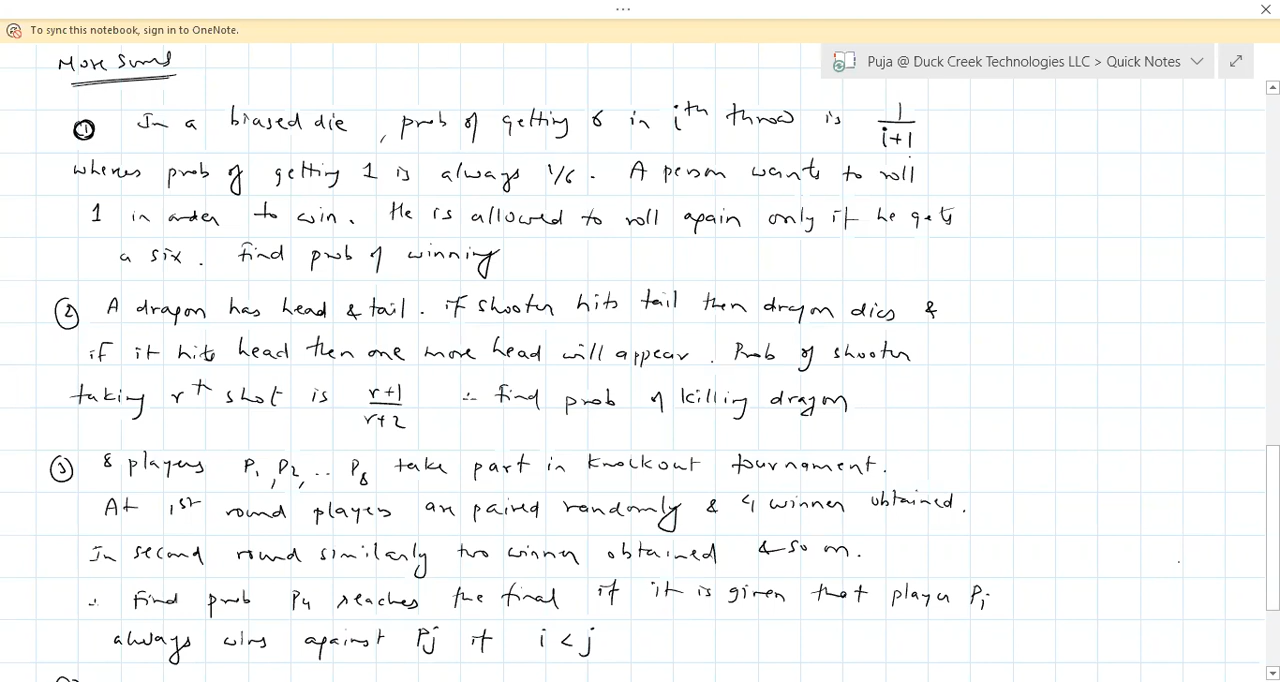 To sync this notebook, sign in to OneNote.
Puja @ Duck Creek Technologies LLC > Quick Notes
More Sums
① In a biased die, prob of getting 6 in iᵗʰ throw is 1/(i+1)
wheres prob of getting 1 is always 1/6. A person wants to roll
1 in order to win. He is allowed to roll again only if he gets
a six. Find prob of winning
② A dragon has head & tail. if shooter hits tail then dragon dies &
if it hits head then one more head will appear. Prob of shooter
taking rᵗʰ shot is (r+1)/(r+2) ∴ find prob of killing dragon
③ 8 players P₁, P₂, .. P₈ take part in knockout tournament.
At 1ˢᵗ round players are paired randomly & 4 winner obtained.
In second round similarly two winner obtained & so on.
∴ Find prob P₄ reaches the final if it is given that player Pᵢ
always wins against Pⱼ if i < j